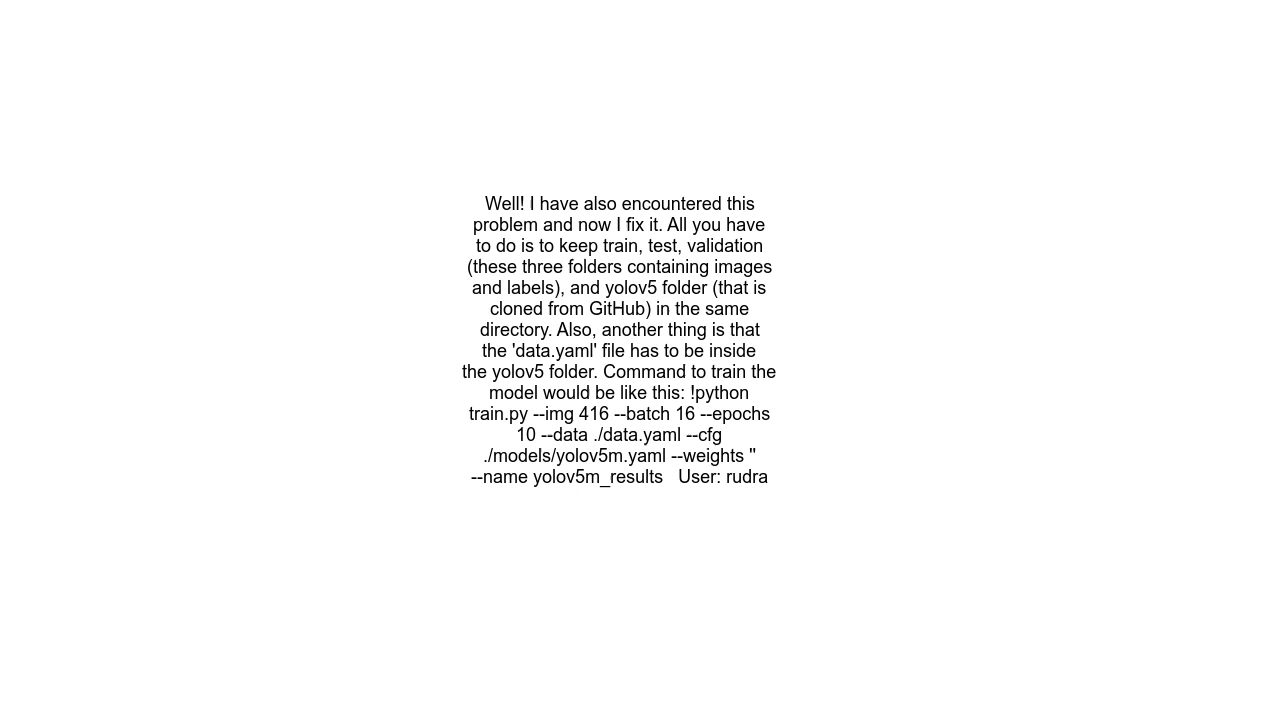 Well! I have also encountered this
problem and now I fix it. All you have
to do is to keep train, test, validation
(these three folders containing images
and labels), and yolov5 folder (that is
cloned from GitHub) in the same
directory. Also, another thing is that
the 'data.yaml' file has to be inside
the yolov5 folder. Command to train the
model would be like this: !python
train.py --img 416 --batch 16 --epochs
10 --data ./data.yaml --cfg
./models/yolov5m.yaml --weights ''
--name yolov5m_results   User: rudra